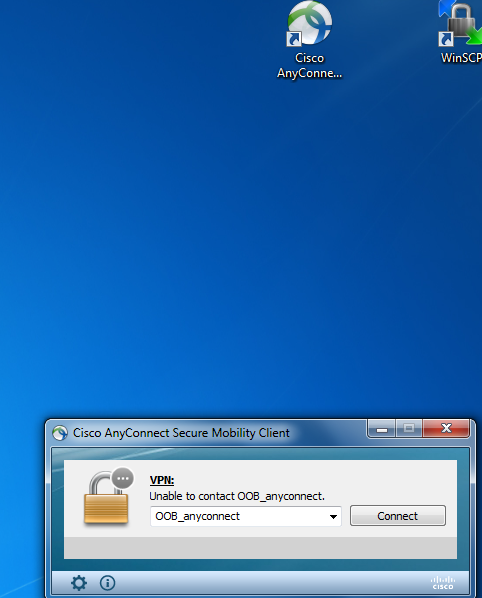 Cisco
AnyConne...
WinSCP
Cisco AnyConnect Secure Mobility Client
VPN:
Unable to contact OOB_anyconnect.
OOB_anyconnect
Connect
CISCO